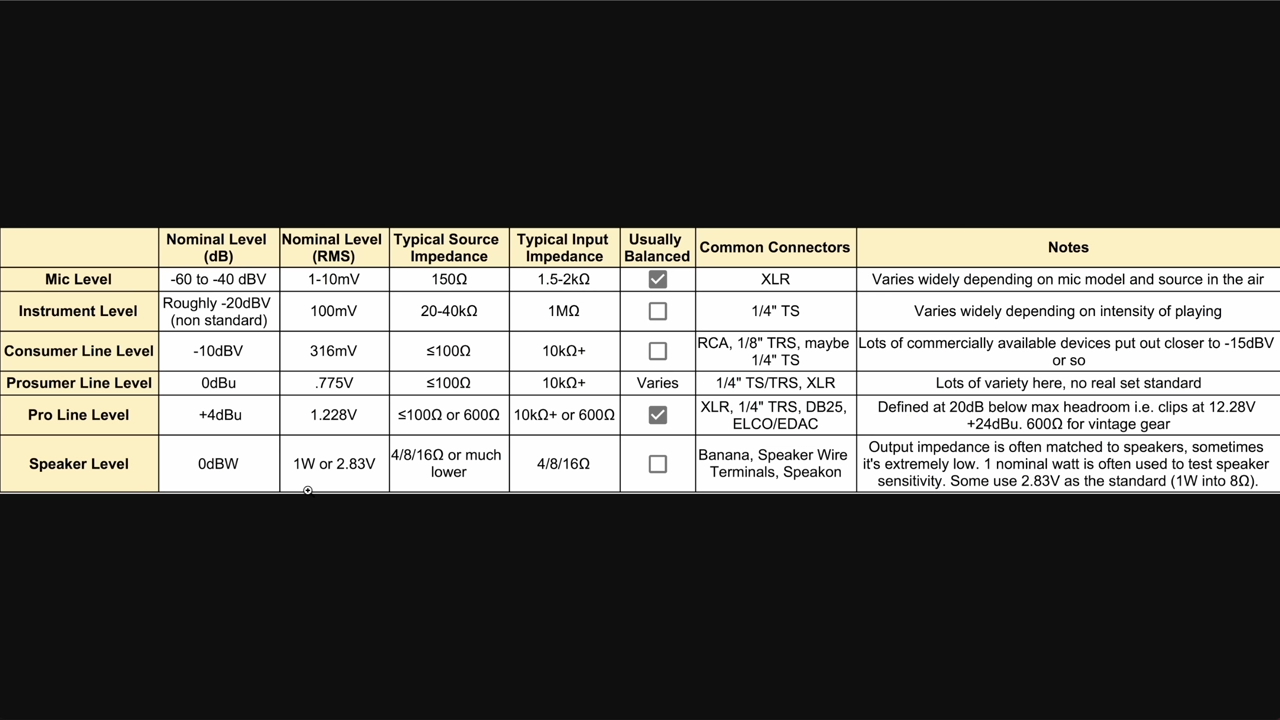 Nominal Level (dB) Nominal Level (RMS) Typical Source Impedance Typical Input Impedance Usually Balanced Common Connectors Notes
Mic Level -60 to -40 dBV 1-10mV 150Ω 1.5-2kΩ XLR Varies widely depending on mic model and source in the air
Instrument Level Roughly -20dBV (non standard) 100mV 20-40kΩ 1MΩ 1/4" TS Varies widely depending on intensity of playing
Consumer Line Level -10dBV 316mV ≤100Ω 10kΩ+ RCA, 1/8" TRS, maybe 1/4" TS Lots of commercially available devices put out closer to -15dBV or so
Prosumer Line Level 0dBu .775V ≤100Ω 10kΩ+ Varies 1/4" TS/TRS, XLR Lots of variety here, no real set standard
Pro Line Level +4dBu 1.228V ≤100Ω or 600Ω 10kΩ+ or 600Ω XLR, 1/4" TRS, DB25, ELCO/EDAC Defined at 20dB below max headroom i.e. clips at 12.28V +24dBu. 600Ω for vintage gear
Speaker Level 0dBW 1W or 2.83V 4/8/16Ω or much lower 4/8/16Ω Banana, Speaker Wire Terminals, Speakon Output impedance is often matched to speakers, sometimes it's extremely low. 1 nominal watt is often used to test speaker sensitivity. Some use 2.83V as the standard (1W into 8Ω).